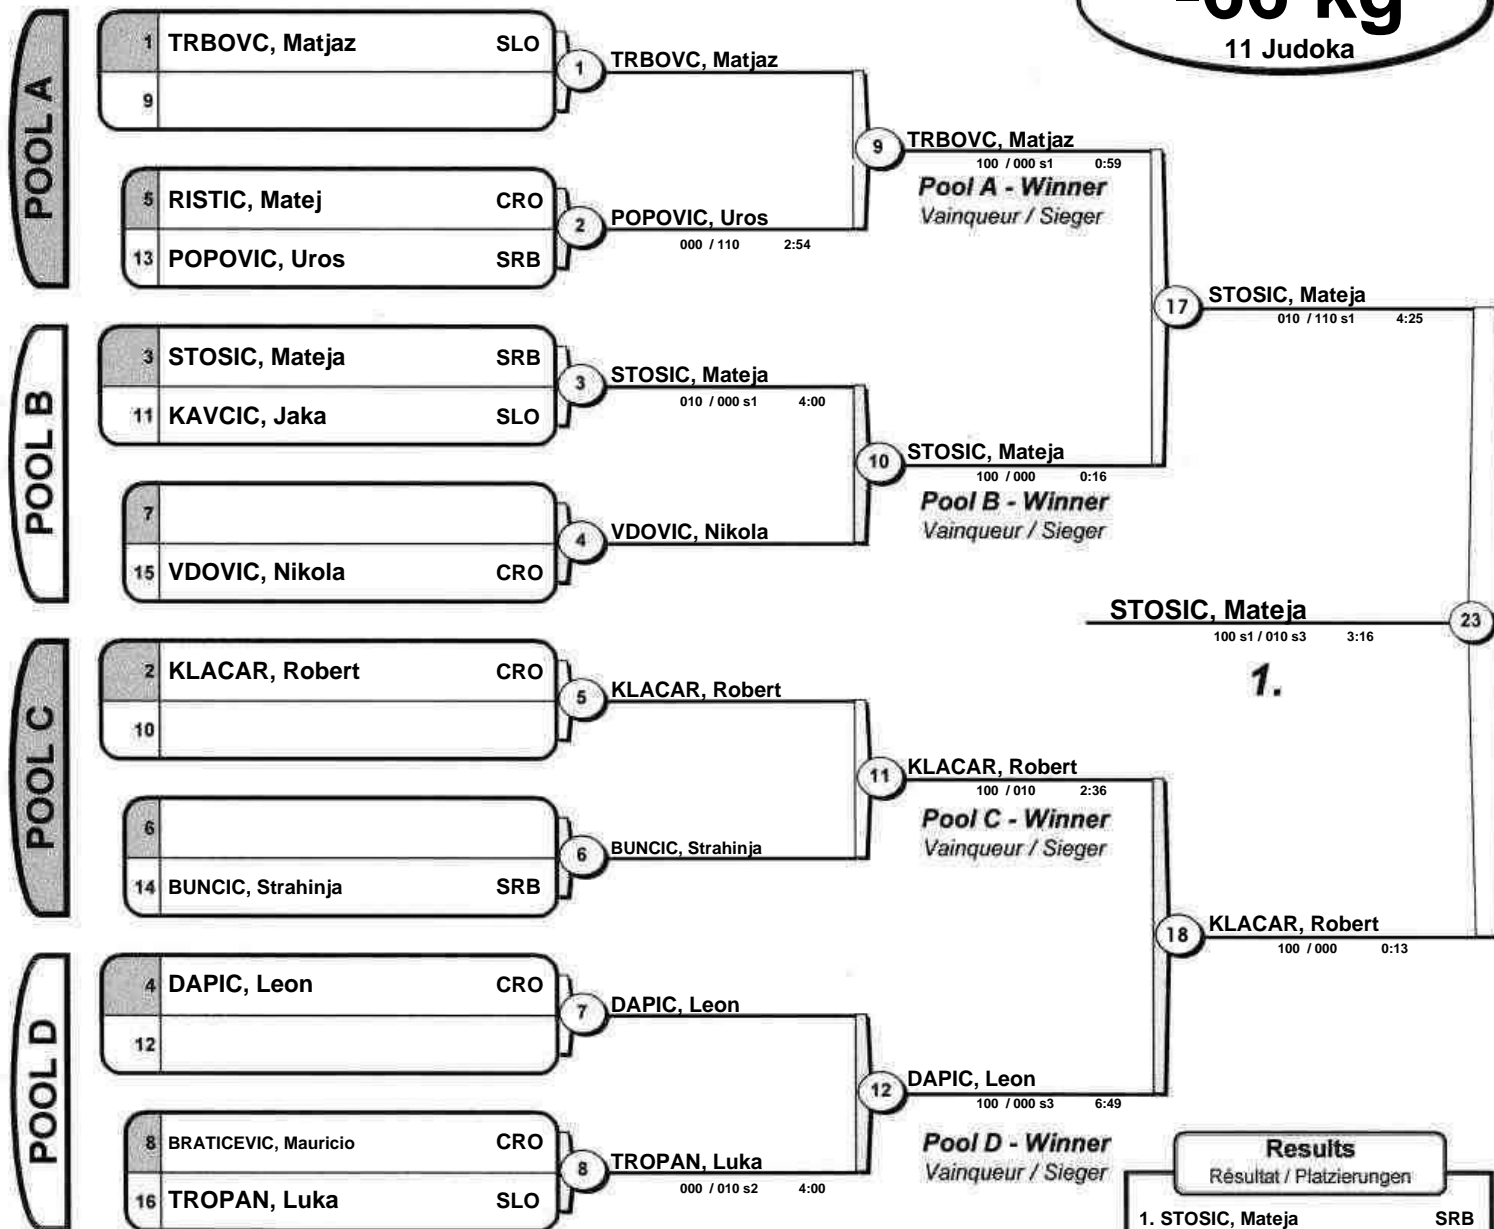 -60 kg
11 Judoka
POOL A
1 TRBOVC, Matjaz SLO
9
1 TRBOVC, Matjaz
5 RISTIC, Matej CRO
13 POPOVIC, Uros SRB
2 POPOVIC, Uros
000 / 110 2:54
9 TRBOVC, Matjaz
100 / 000 s1 0:59
Pool A - Winner
Vainqueur / Sieger
POOL B
3 STOSIC, Mateja SRB
11 KAVCIC, Jaka SLO
3 STOSIC, Mateja
010 / 000 s1 4:00
7
15 VDOVIC, Nikola CRO
4 VDOVIC, Nikola
10 STOSIC, Mateja
100 / 000 0:16
Pool B - Winner
Vainqueur / Sieger
17 STOSIC, Mateja
010 / 110 s1 4:25
STOSIC, Mateja 23
100 s1 / 010 s3 3:16
1.
POOL C
2 KLACAR, Robert CRO
10
5 KLACAR, Robert
6
14 BUNCIC, Strahinja SRB
6 BUNCIC, Strahinja
11 KLACAR, Robert
100 / 010 2:36
Pool C - Winner
Vainqueur / Sieger
18 KLACAR, Robert
100 / 000 0:13
POOL D
4 DAPIC, Leon CRO
12
7 DAPIC, Leon
8 BRATICEVIC, Mauricio CRO
16 TROPAN, Luka SLO
8 TROPAN, Luka
000 / 010 s2 4:00
12 DAPIC, Leon
100 / 000 s3 6:49
Pool D - Winner
Vainqueur / Sieger
Results
Résultat / Platzierungen
1. STOSIC, Mateja SRB